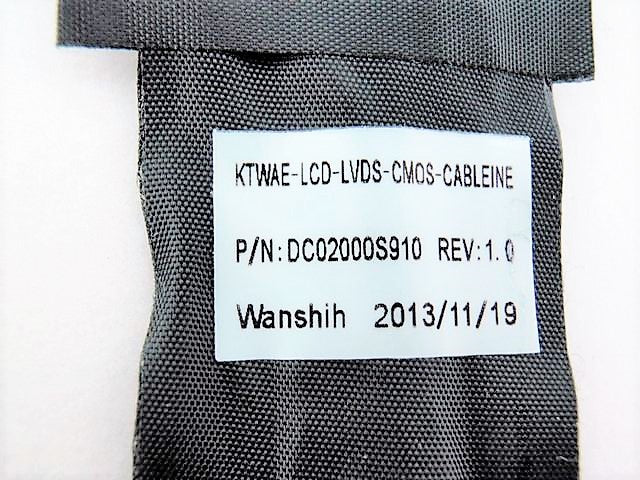 KTWAE-LCD-LVDS-CMOS-CABLEINE
P/N:DC02000S910 REV:1.0
Wanshih 2013/11/19